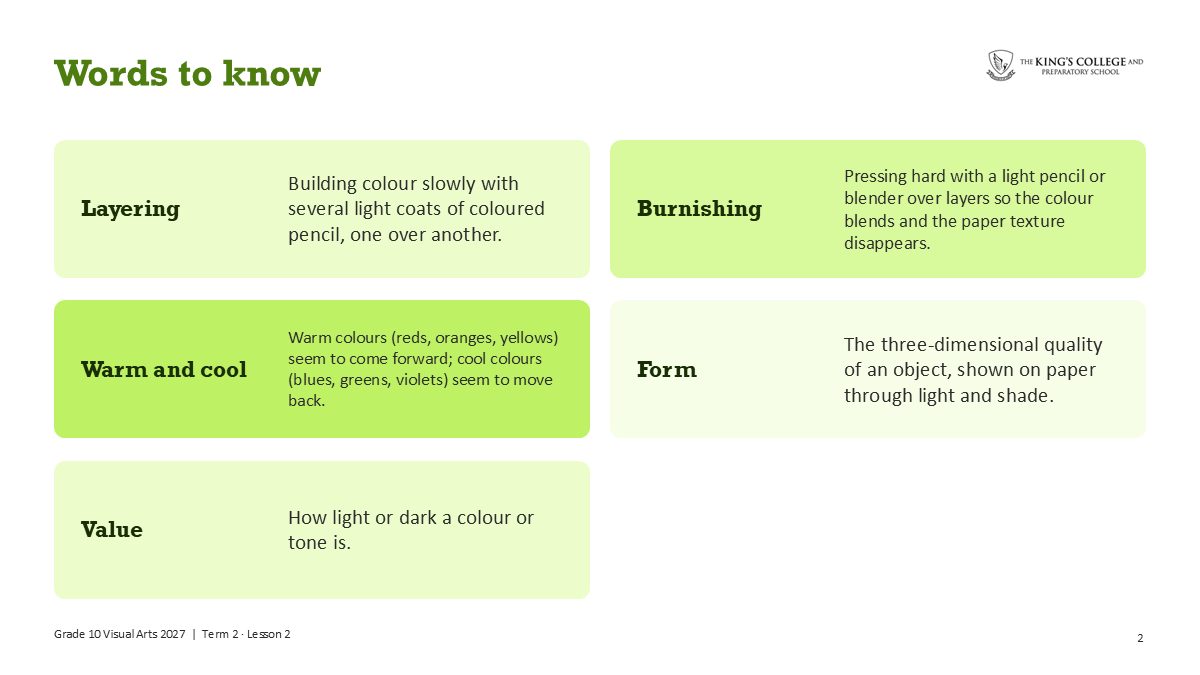 Words to know
THE KING'S COLLEGE AND
PREPARATORY SCHOOL
Layering
Building colour slowly with
several light coats of coloured
pencil, one over another.
Burnishing
Pressing hard with a light pencil or
blender over layers so the colour
blends and the paper texture
disappears.
Warm and cool
Warm colours (reds, oranges, yellows)
seem to come forward; cool colours
(blues, greens, violets) seem to move
back.
Form
The three-dimensional quality
of an object, shown on paper
through light and shade.
Value
How light or dark a colour or
tone is.
Grade 10 Visual Arts 2027 | Term 2 · Lesson 2
2